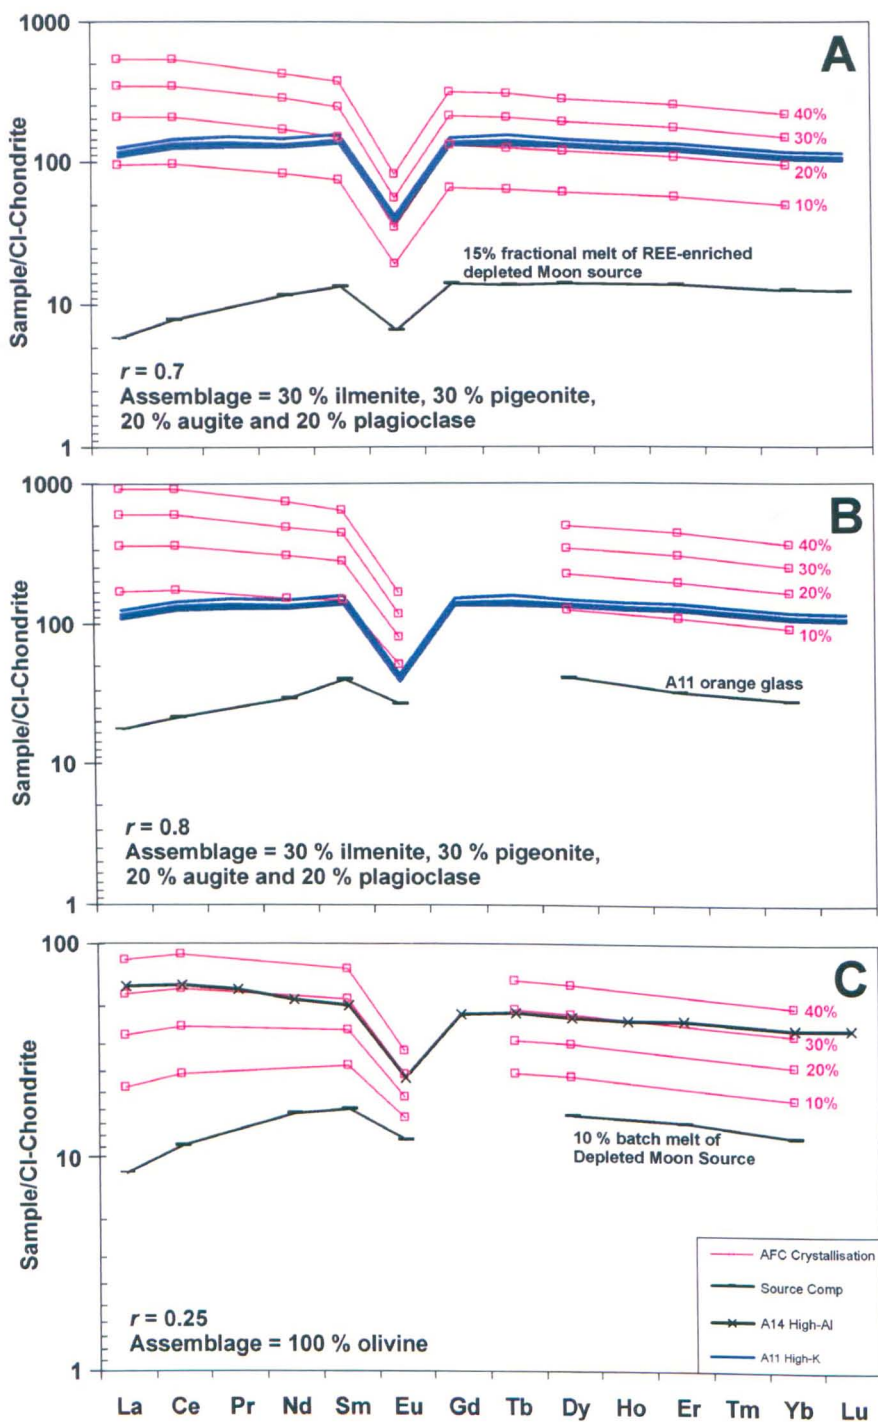 1000
A
40%
30%
100
20%
10%
15% fractional melt of REE-enriched
depleted Moon source
10
r = 0.7
Assemblage = 30 % ilmenite, 30 % pigeonite,
20 % augite and 20 % plagioclase
1
Sample/CI-Chondrite
1000
B
40%
30%
20%
100
10%
A11 orange glass
10
r = 0.8
Assemblage = 30 % ilmenite, 30 % pigeonite,
20 % augite and 20 % plagioclase
1
Sample/CI-Chondrite
100
C
40%
30%
20%
10%
10 % batch melt of
Depleted Moon Source
10
AFC Crystallisation
Source Comp
A14 High-Al
A11 High-K
r = 0.25
Assemblage = 100 % olivine
1
Sample/CI-Chondrite
La Ce Pr Nd Sm Eu Gd Tb Dy Ho Er Tm Yb Lu